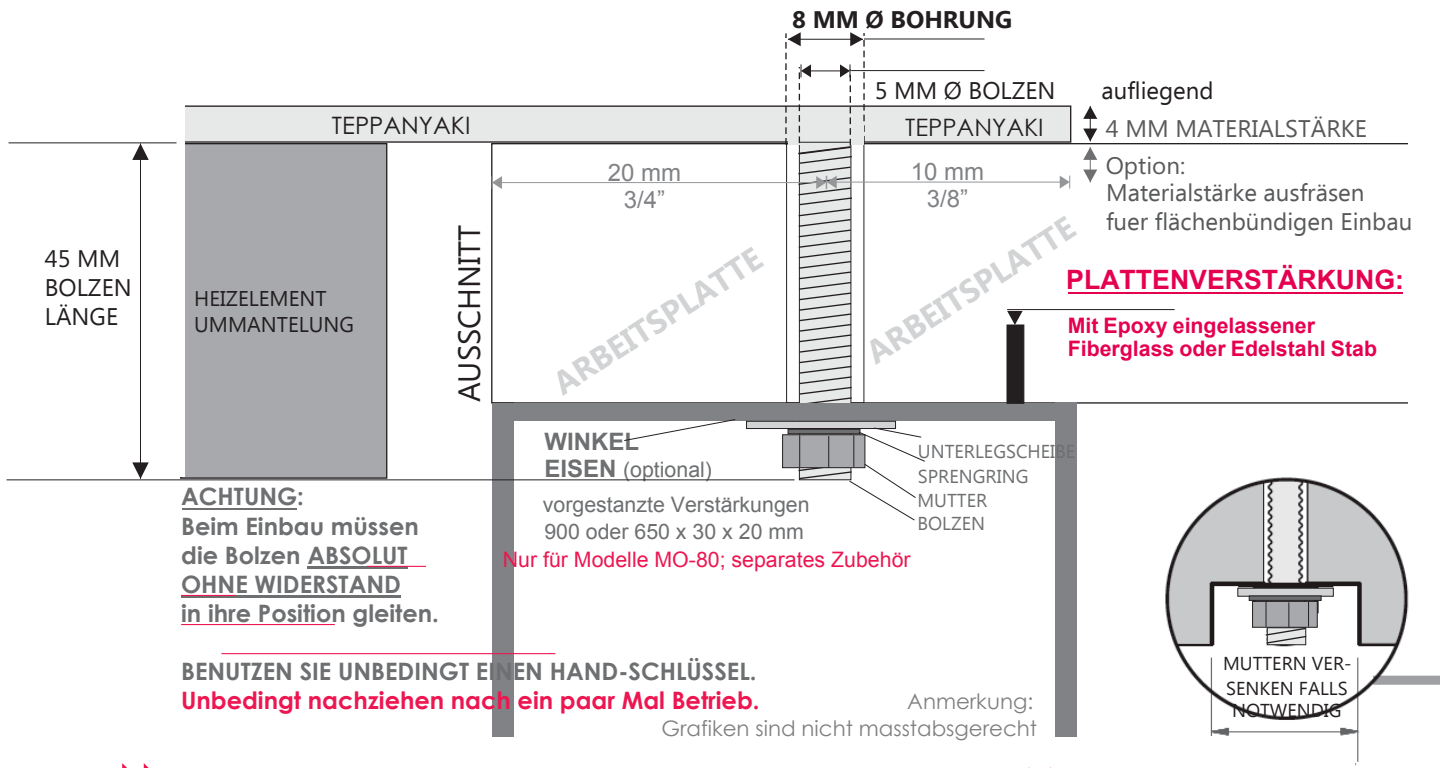 8 MM Ø BOHRUNG
5 MM Ø BOLZEN
aufliegend
TEPPANYAKI
TEPPANYAKI
4 MM MATERIALSTÄRKE
Option:
Materialstärke ausfräsen
fuer flächenbündigen Einbau
20 mm
3/4”
10 mm
3/8”
45 MM
BOLZEN
LÄNGE
HEIZELEMENT
UMMANTELUNG
AUSSCHNITT
ARBEITSPLATTE
ARBEITSPLATTE
PLATTENVERSTÄRKUNG:
Mit Epoxy eingelassener
Fiberglass oder Edelstahl Stab
WINKEL
EISEN (optional)
vorgestanzte Verstärkungen
900 oder 650 x 30 x 20 mm
Nur für Modelle MO-80; separates Zubehör
UNTERLEGSCHEIBE
SPRENGRING
MUTTER
BOLZEN
ACHTUNG:
Beim Einbau müssen
die Bolzen ABSOLUT
OHNE WIDERSTAND
in ihre Position gleiten.
BENUTZEN SIE UNBEDINGT EINEN HAND-SCHLÜSSEL.
Unbedingt nachziehen nach ein paar Mal Betrieb.
Anmerkung:
Grafiken sind nicht masstabsgerecht
MUTTERN VER-
SENKEN FALLS
NOTWENDIG